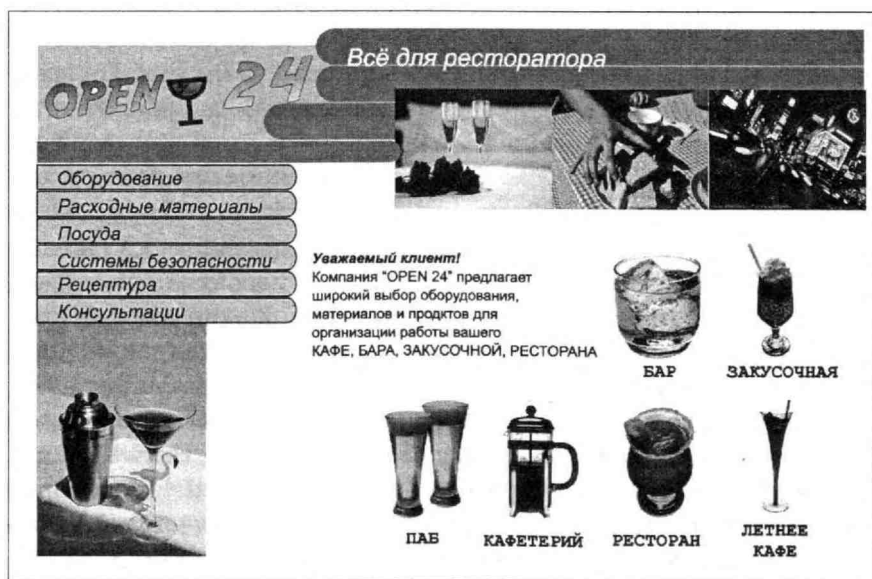 OPEN 24
Всё для ресторатора
Оборудование
Расходные материалы
Посуда
Системы безопасности
Рецептура
Консультации
Уважаемый клиент!
Компания "OPEN 24" предлагает
широкий выбор оборудования,
материалов и продктов для
организации работы вашего
КАФЕ, БАРА, ЗАКУСОЧНОЙ, РЕСТОРАНА
БАР
ЗАКУСОЧНАЯ
ПАБ
КАФЕТЕРИЙ
РЕСТОРАН
ЛЕТНЕЕ
КАФЕ